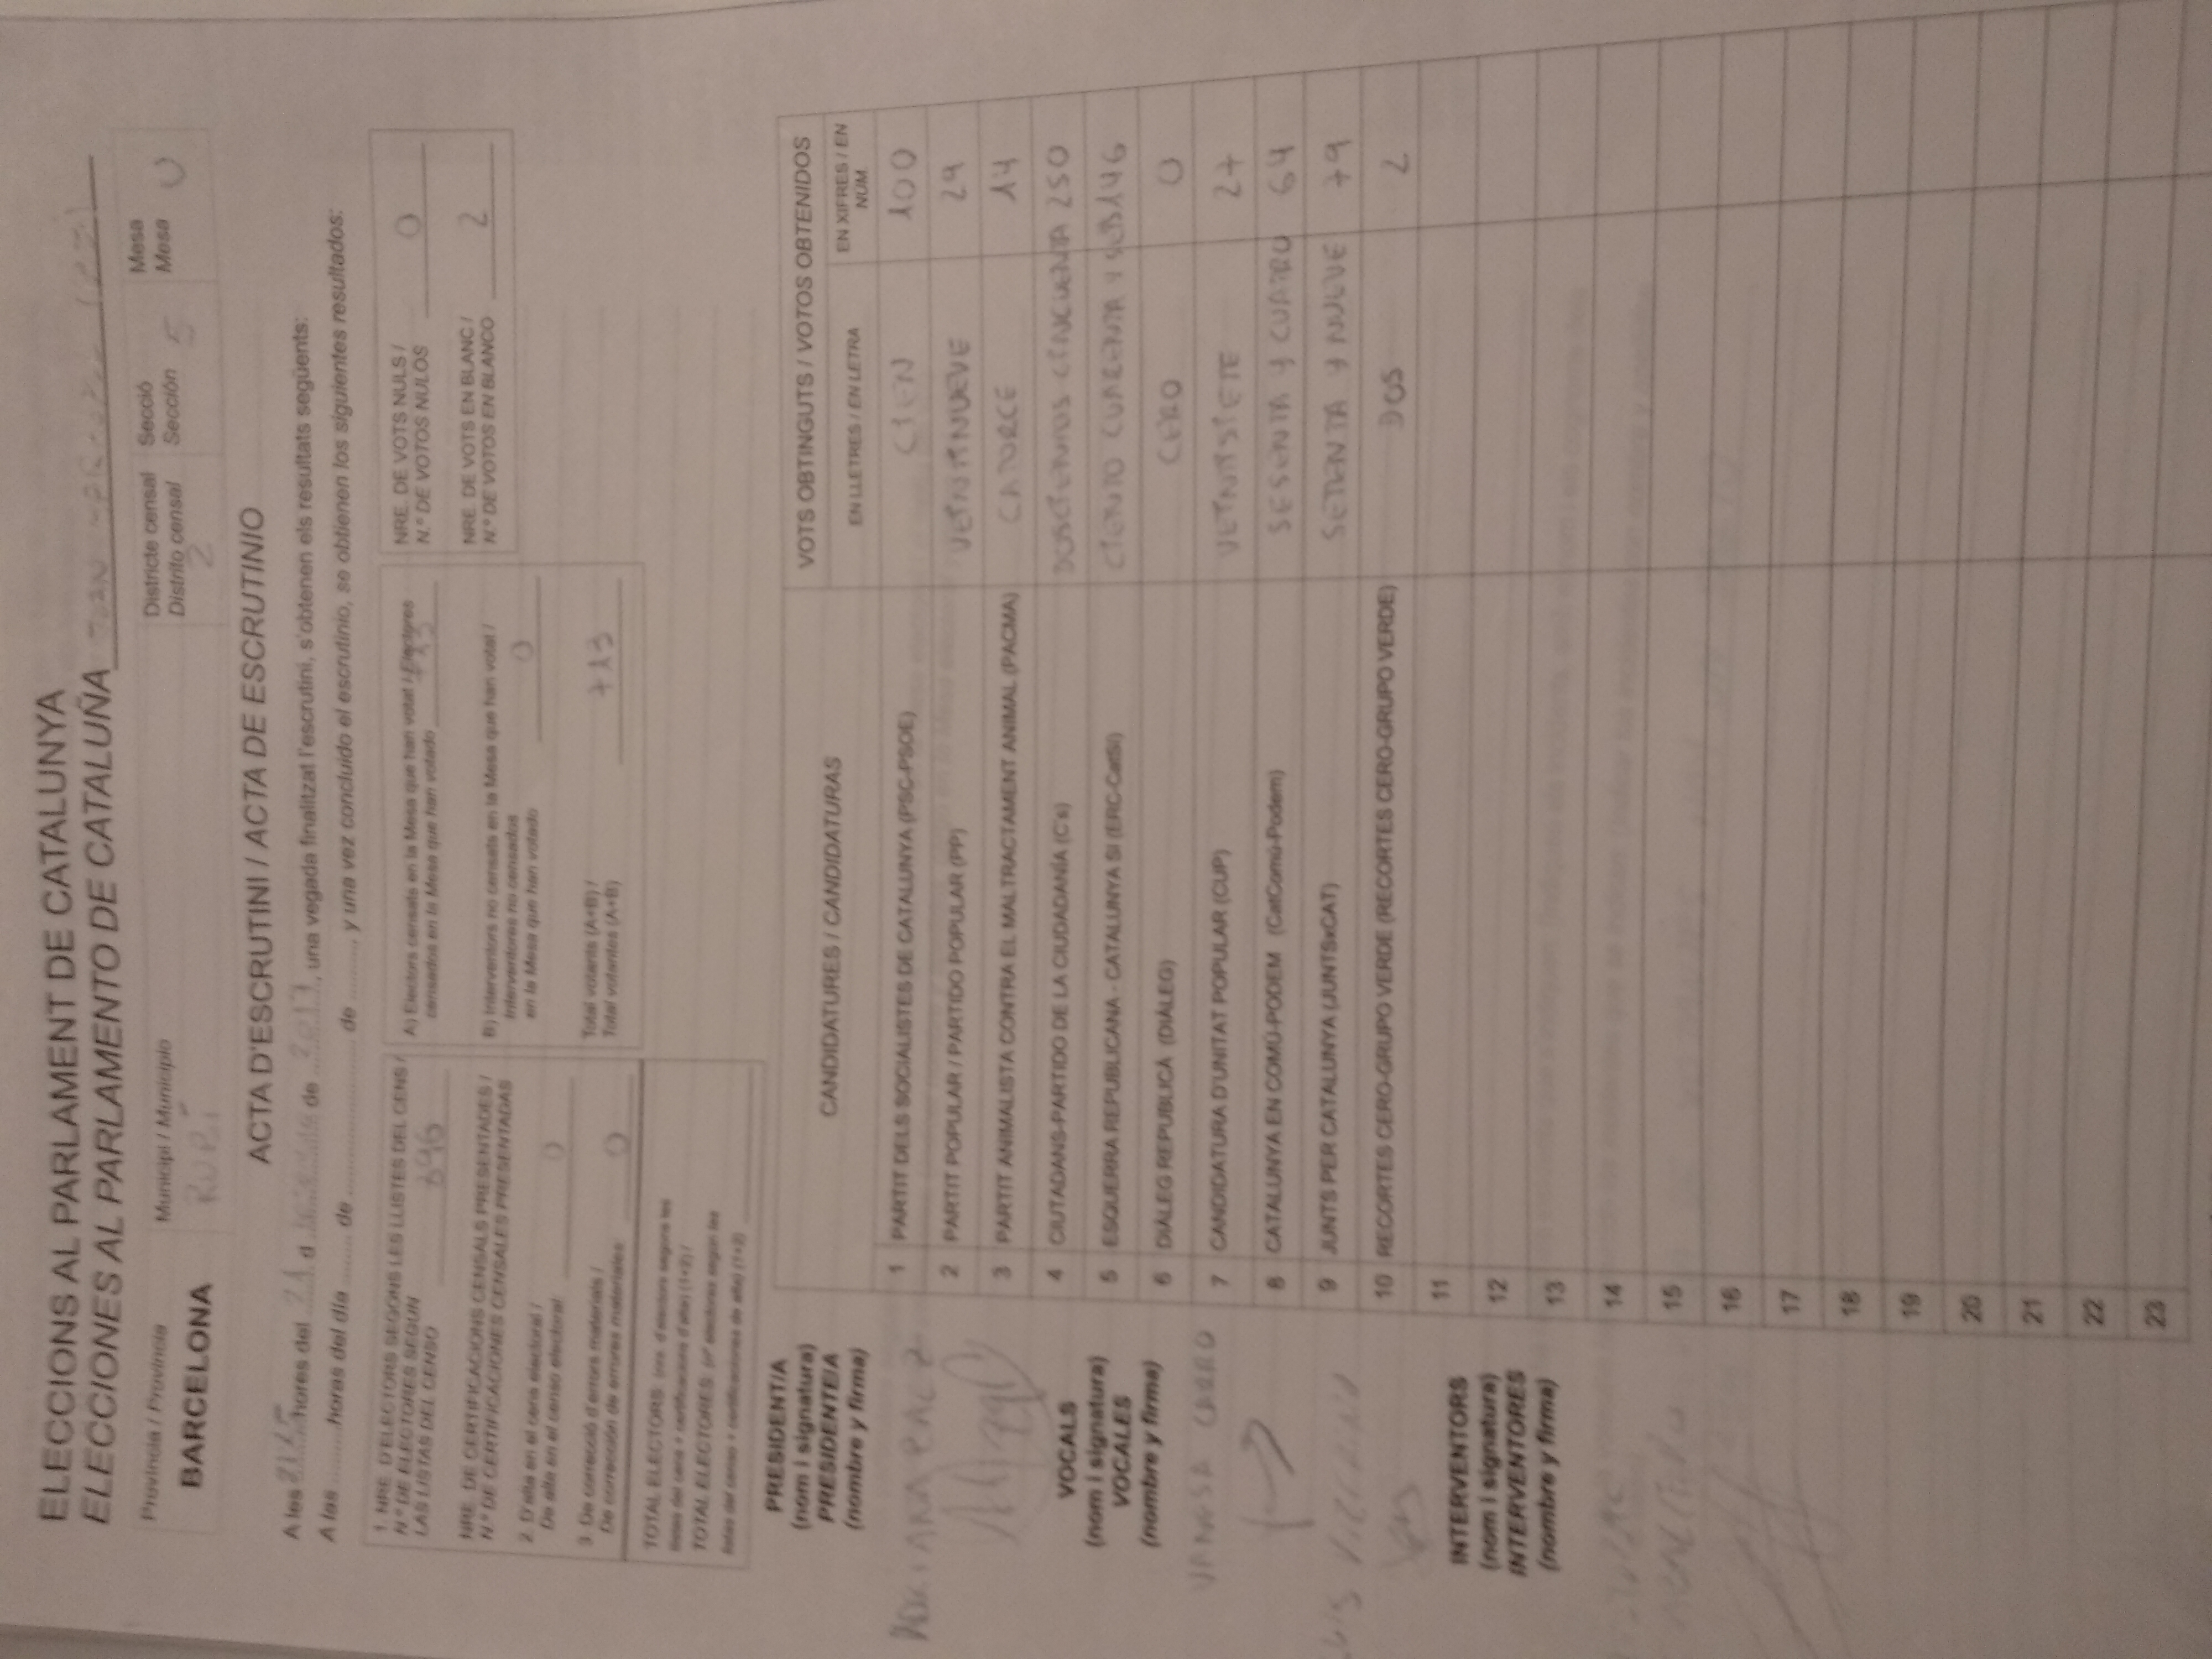 ELECCIONS AL PARLAMENT DE CATALUNYA
ELECCIONES AL PARLAMENTO DE CATALUÑA
Provincia / Provincia
BARCELONA
Municipi / Municipio
RUBÍ
Districte censal
Distrito censal
2
Secció
Sección 5
Mesa
Mesa U
ACTA D'ESCRUTINI / ACTA DE ESCRUTINIO
A les hores del 21 d de 2017, una vegada finalitzat l'escrutini, s'obtenen els resultats següents:
A las ........horas del día ....... de ...................... de ........ y una vez concluido el escrutinio, se obtienen los siguientes resultados:
1. NRE. D'ELECTORS SEGONS LES LLISTES DEL CENS /
N.º DE ELECTORES SEGÚN
LAS LISTAS DEL CENSO 896
NRE. DE CERTIFICACIONS CENSALS PRESENTADES /
N.º DE CERTIFICACIONES CENSALES PRESENTADAS
2. D'alta en el cens electoral /
De alta en el censo electoral: 0
3. De correcció d'errors materials /
De corrección de errores materiales: 0
TOTAL ELECTORS: (nre. d'electors segons les
llistes del cens + certificacions d'alta) (1+2) /
TOTAL ELECTORES: (nº electores según las
listas del censo + certificaciones de alta) (1+2)
A) Electors censats en la Mesa que han votat / Electores
censados en la Mesa que han votado 713
B) Interventors no censats en la Mesa que han votat /
Interventores no censados
en la Mesa que han votado 0
Total votants (A+B) /
Total votantes (A+B) 713
NRE. DE VOTS NULS /
N.º DE VOTOS NULOS 0
NRE. DE VOTS EN BLANC /
N.º DE VOTOS EN BLANCO 2
PRESIDENT/A
(nom i signatura)
PRESIDENTE/A
(nombre y firma)
ADRIANA
VOCALS
(nom i signatura)
VOCALES
(nombre y firma)
VANESA CARRO
INTERVENTORS
(nom i signatura)
INTERVENTORES
(nombre y firma)
CANDIDATURES / CANDIDATURAS
VOTS OBTINGUTS / VOTOS OBTENIDOS
EN LLETRES / EN LETRA
EN XIFRES / EN
NÚM.
1 PARTIT DELS SOCIALISTES DE CATALUNYA (PSC-PSOE) CIEN 100
2 PARTIT POPULAR / PARTIDO POPULAR (PP) VEINTINUEVE 29
3 PARTIT ANIMALISTA CONTRA EL MALTRACTAMENT ANIMAL (PACMA) CATORCE 14
4 CIUTADANS-PARTIDO DE LA CIUDADANÍA (C's) DOSCIENTOS CINCUENTA 250
5 ESQUERRA REPUBLICANA - CATALUNYA SÍ (ERC-CatSí) CIENTO CUARENTA Y SEIS 146
6 DIÀLEG REPUBLICÀ (DIÀLEG) CERO 0
7 CANDIDATURA D'UNITAT POPULAR (CUP) VEINTISIETE 27
8 CATALUNYA EN COMÚ-PODEM (CatComú-Podem) SESENTA Y CUATRO 64
9 JUNTS PER CATALUNYA (JUNTSxCAT) SETENTA Y NUEVE 79
10 RECORTES CERO-GRUPO VERDE (RECORTES CERO-GRUPO VERDE) DOS 2
11
12
13
14
15
16
17
18
19
20
21
22
23